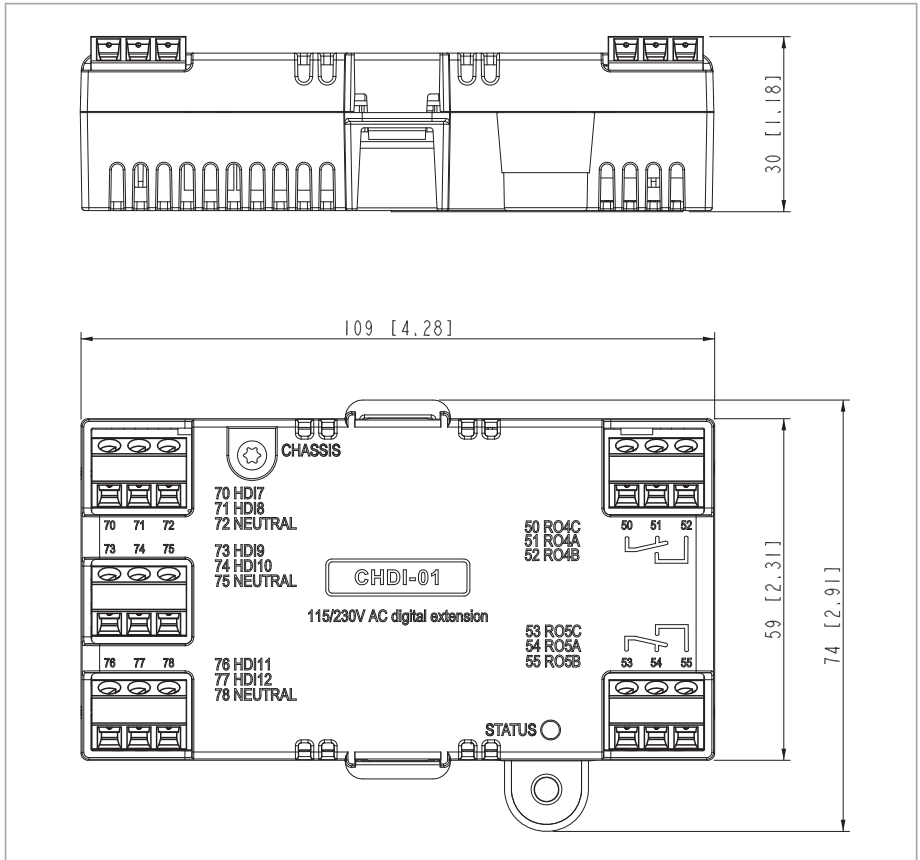 30 [1.18]
109 [4.28]
CHASSIS
70 HDI7
71 HDI8
72 NEUTRAL
70 71 72
73 74 75
73 HDI9
74 HDI10
75 NEUTRAL
CHDI-01
115/230V AC digital extension
76 HDI11
77 HDI12
78 NEUTRAL
76 77 78
50 RO4C
51 RO4A
52 RO4B
50 51 52
53 RO5C
54 RO5A
55 RO5B
53 54 55
STATUS
59 [2.31]
74 [2.91]